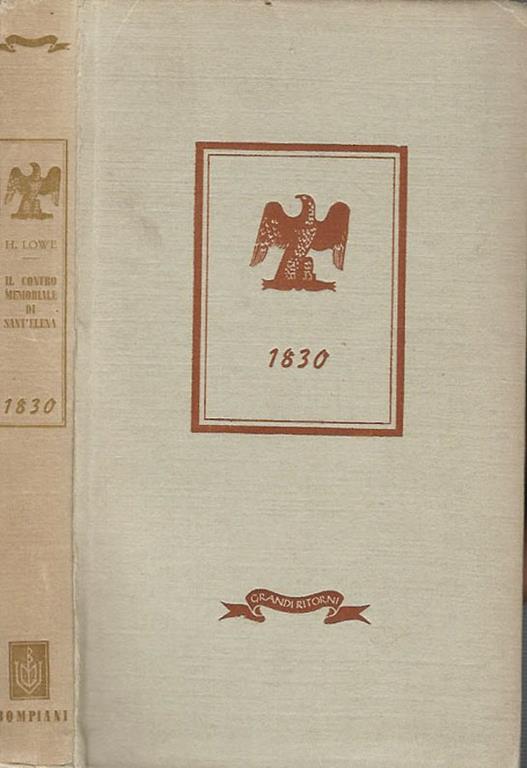 H. LOWE
IL CONTRO
MEMORIALE
DI
SANT'ELENA
1830
BOMPIANI
1830
GRANDI RITORNI